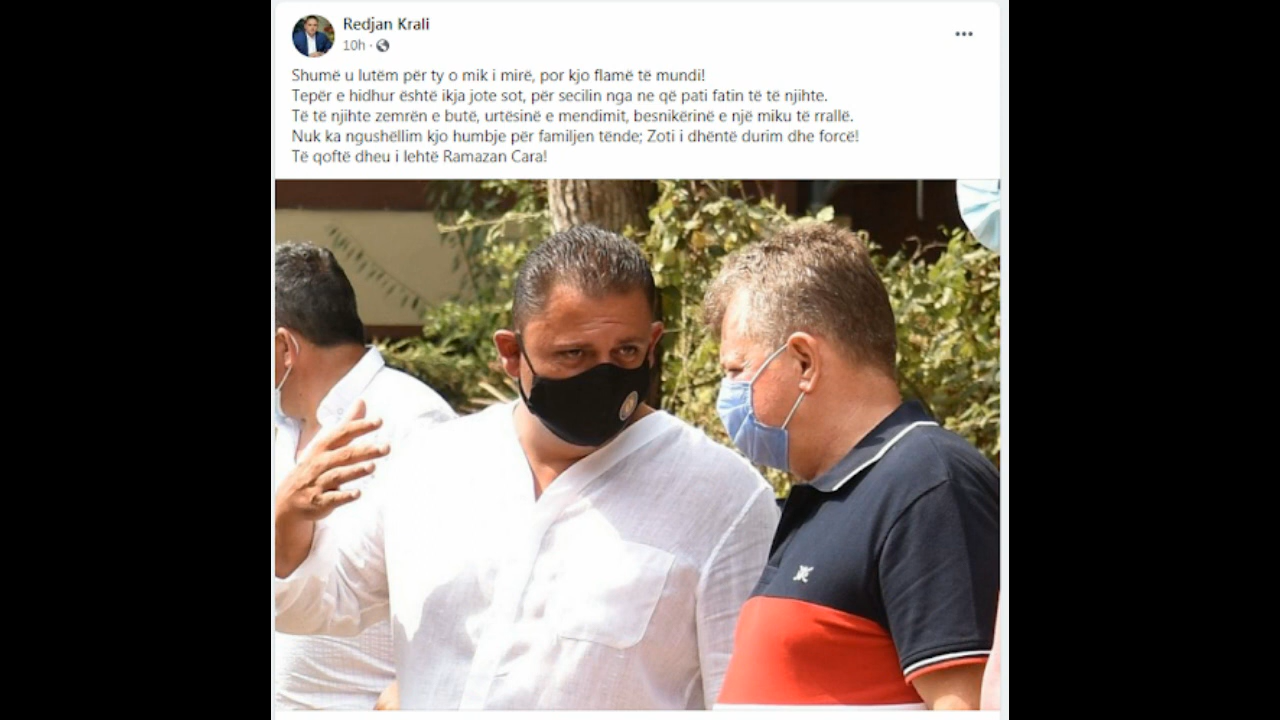 Redjan Krali
10h ·
Shumë u lutëm për ty o mik i mirë, por kjo flamë të mundi!
Tepër e hidhur është ikja jote sot, për secilin nga ne që pati fatin të të njihte.
Të të njihte zemrën e butë, urtësinë e mendimit, besnikërinë e një miku të rrallë.
Nuk ka ngushëllim kjo humbje për familjen tënde; Zoti i dhëntë durim dhe forcë!
Të qoftë dheu i lehtë Ramazan Cara!